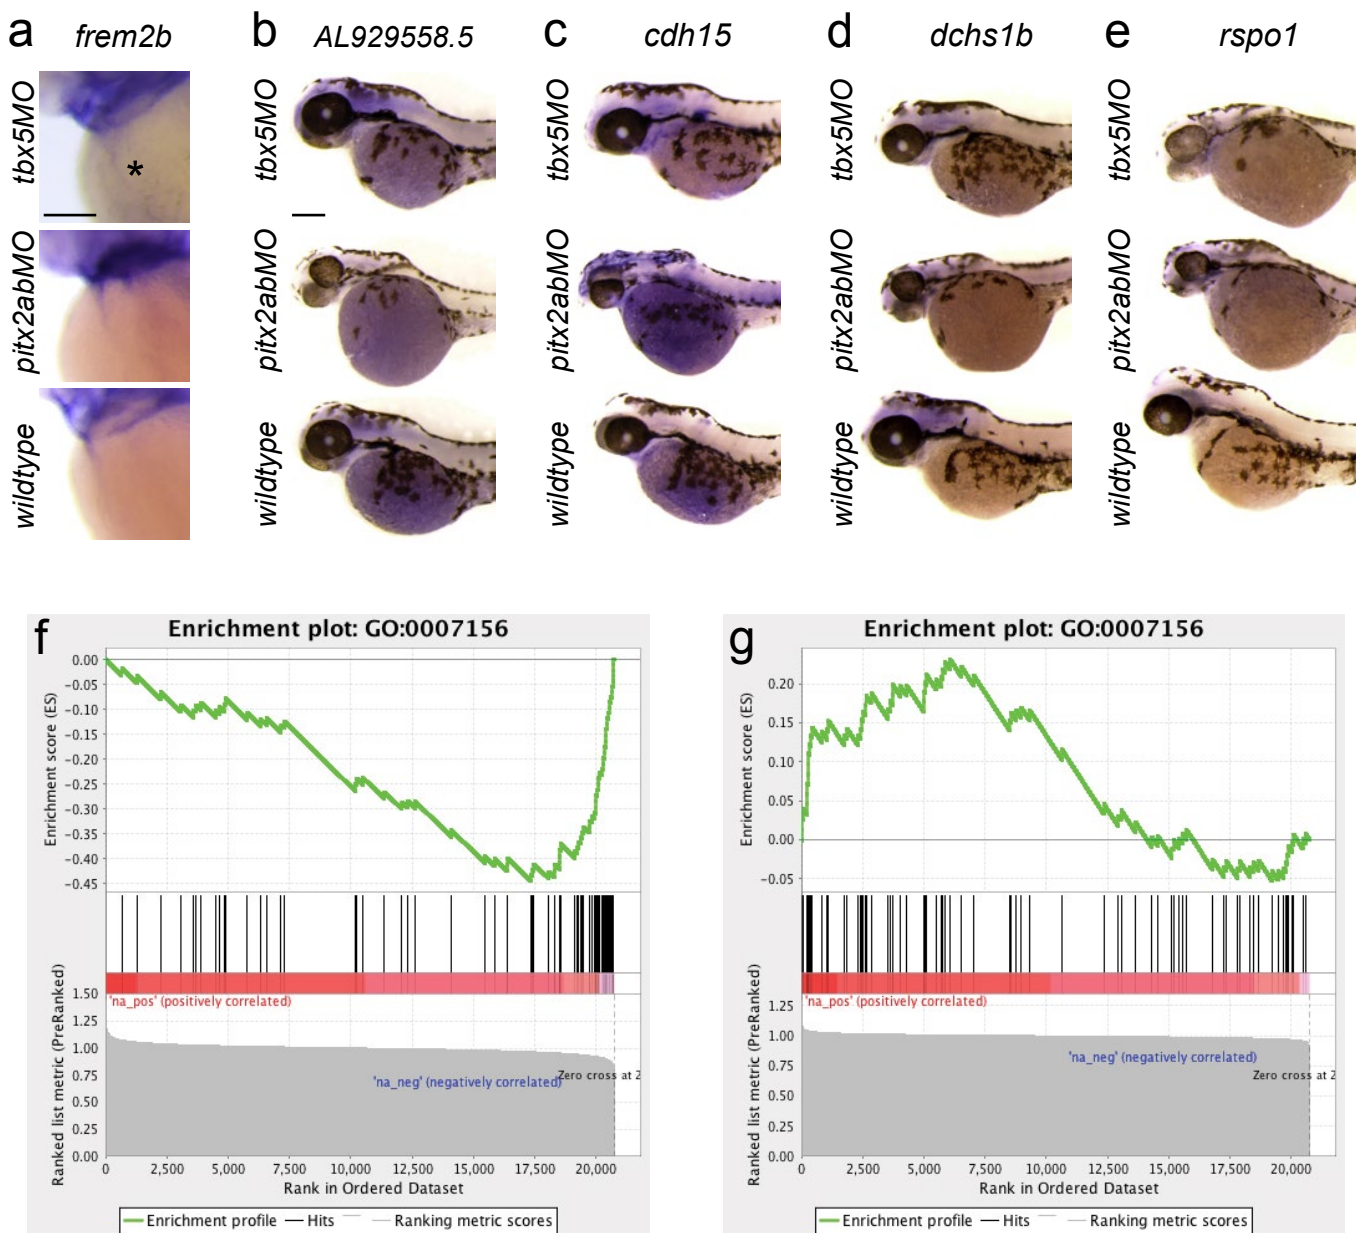 a frem2b b AL929558.5 c cdh15 d dchs1b e rspo1
tbx5MO tbx5MO tbx5MO tbx5MO tbx5MO
*
pitx2abMO pitx2abMO pitx2abMO pitx2abMO pitx2abMO
wildtype wildtype wildtype wildtype wildtype
f
Enrichment plot: GO:0007156
Enrichment score (ES)
0.00
-0.05
-0.10
-0.15
-0.20
-0.25
-0.30
-0.35
-0.40
-0.45
Ranked list metric (PreRanked)
1.50
1.25
1.00
0.75
0.50
0.25
0.00
'na_pos' (positively correlated)
'na_neg' (negatively correlated)
Zero cross at 2
0 2,500 5,000 7,500 10,000 12,500 15,000 17,500 20,000
Rank in Ordered Dataset
Enrichment profile Hits Ranking metric scores
g
Enrichment plot: GO:0007156
Enrichment score (ES)
0.20
0.15
0.10
0.05
0.00
-0.05
Ranked list metric (PreRanked)
1.25
1.00
0.75
0.50
0.25
0.00
'na_pos' (positively correlated)
'na_neg' (negatively correlated)
Zero cross at 2
0 2,500 5,000 7,500 10,000 12,500 15,000 17,500 20,000
Rank in Ordered Dataset
Enrichment profile Hits Ranking metric scores